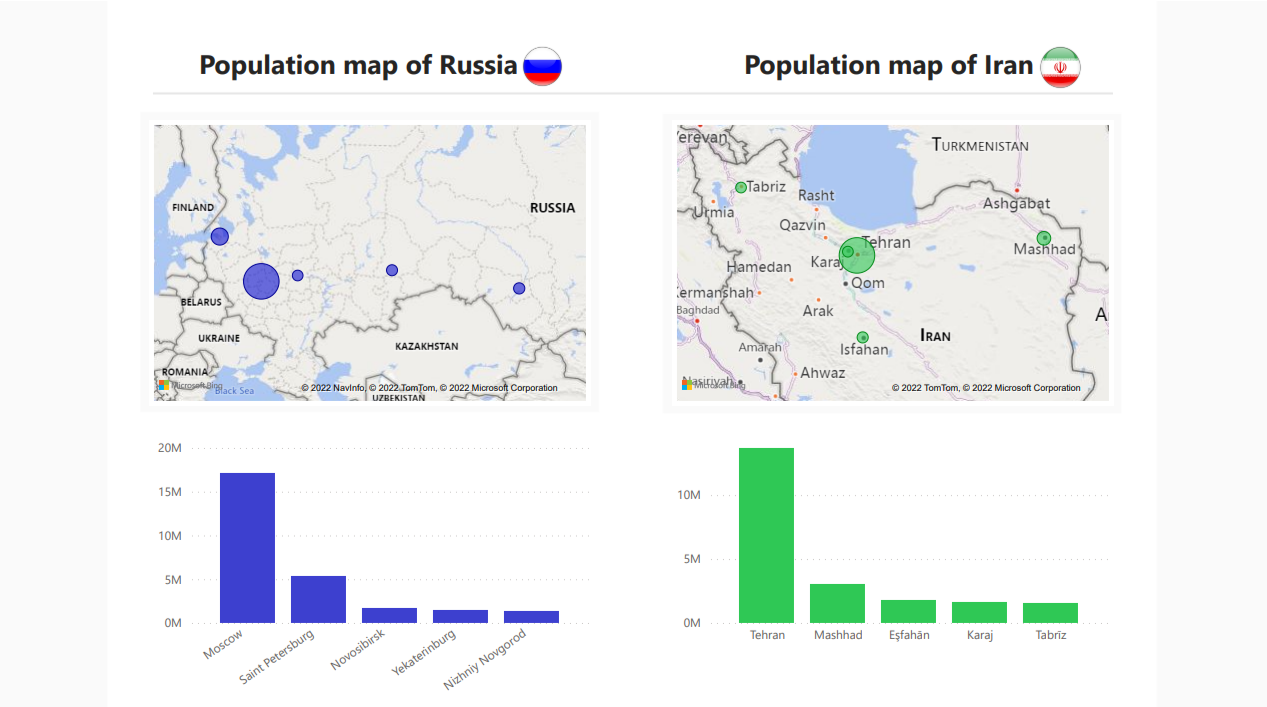 Population map of Russia
Population map of Iran
FINLAND
RUSSIA
BELARUS
UKRAINE
KAZAKHSTAN
ROMANIA
Microsoft Bing
Black Sea
© 2022 NavInfo, © 2022 TomTom, © 2022 Microsoft Corporation
UZBEKISTAN
Yerevan
TURKMENISTAN
Tabriz
Rasht
Ashgabat
Urmia
Qazvin
Tehran
Mashhad
Karaj
Hamedan
Qom
Kermanshah
Baghdad
Arak
A
IRAN
Amarah
Isfahan
Ahwaz
Nasiriyah
Microsoft Bing
© 2022 TomTom, © 2022 Microsoft Corporation
20M
15M
10M
5M
0M
Moscow
Saint Petersburg
Novosibirsk
Yekaterinburg
Nizhniy Novgorod
10M
5M
0M
Tehran
Mashhad
Eşfahān
Karaj
Tabrīz